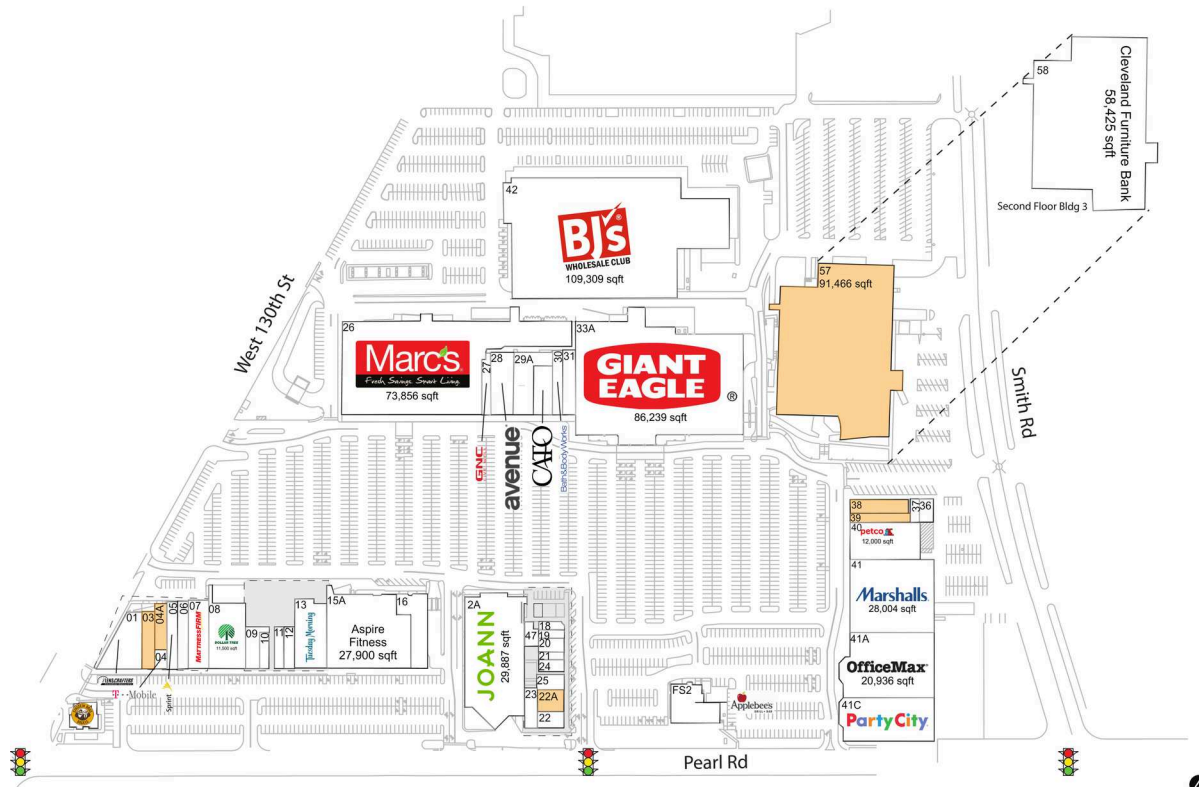 58
Cleveland Furniture Bank
58,425 sqft
Second Floor Bldg 3
42
BJ's
®
WHOLESALE CLUB
109,309 sqft
57
91,466 sqft
West 130th St
Smith Rd
26
Marc's
Fresh. Savings. Smart Living.
73,856 sqft
27
28
29A
30
31
33A
GIANT
EAGLE
®
86,239 sqft
GNC
avenue
CATO
Bath&BodyWorks
38
37
36
39
40
petco
12,000 sqft
41
Marshalls
28,004 sqft
41A
OfficeMax
20,936 sqft
41C
PartyCity
01
03
04A
04
05
06
07
MATTRESSFIRM
08
DOLLAR TREE
11,000 sqft
09
10
11
12
13
Tuesday Morning
15A
16
Aspire
Fitness
27,900 sqft
2A
JOANN
29,887 sqft
47
18
19
20
21
24
25
23
22A
22
LENSCRAFTERS
T··Mobile
Sprint
FS2
Applebee's
Pearl Rd